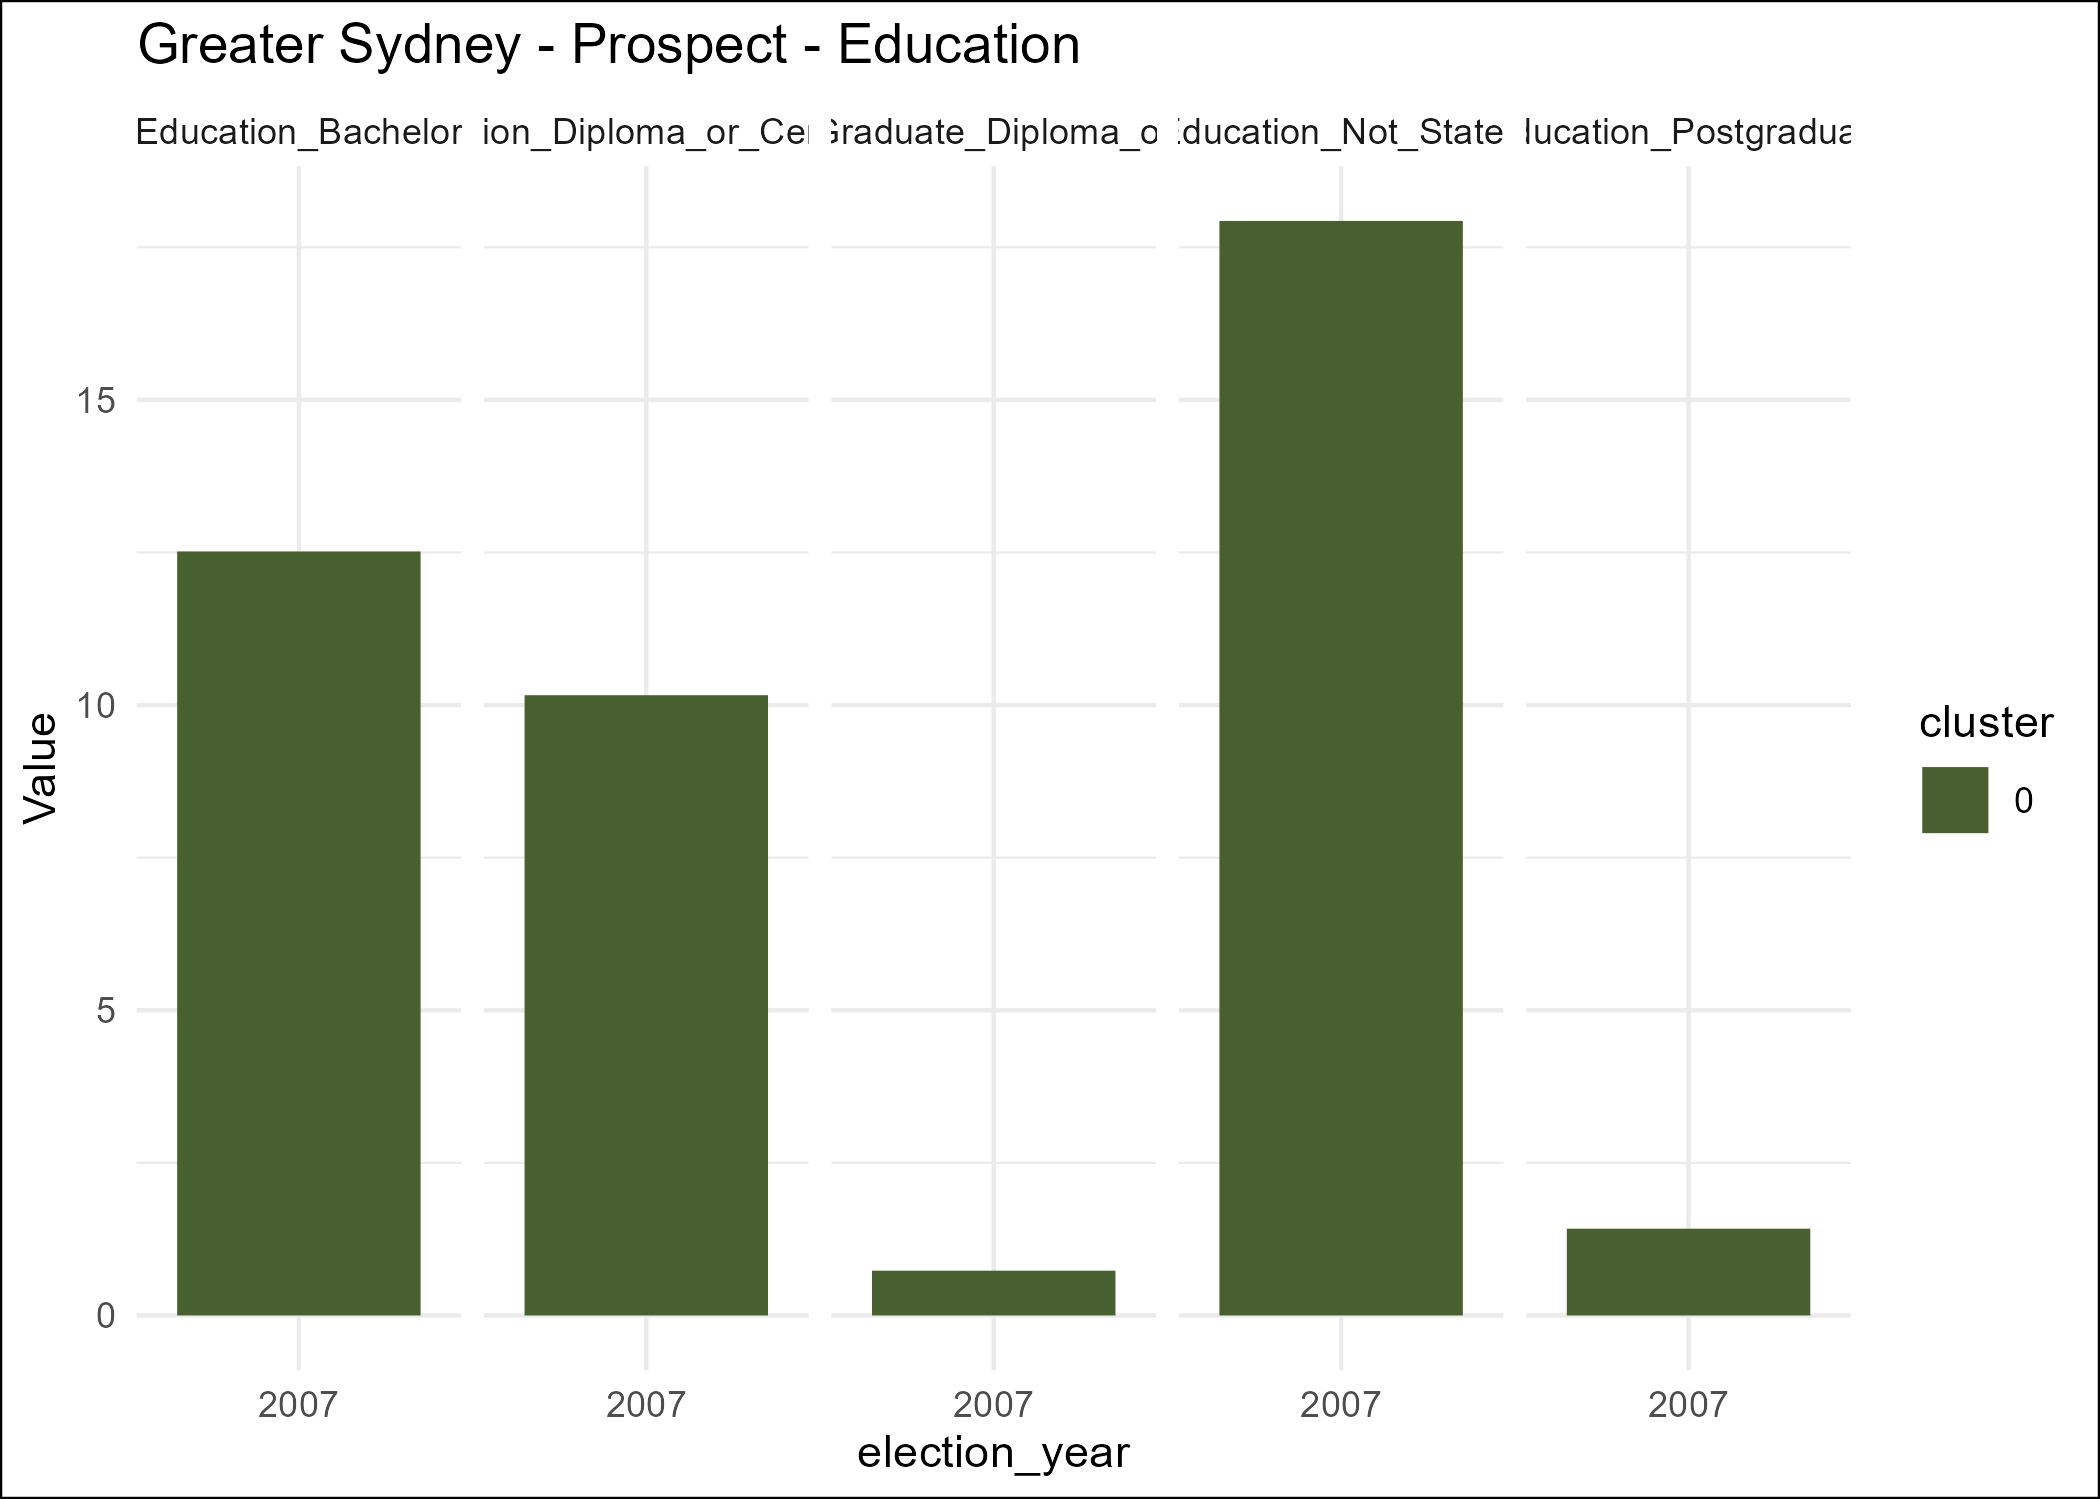 Greater Sydney - Prospect - Education
Education_Bachelor ion_Diploma_or_Cer Graduate_Diploma_o Education_Not_State ducation_Postgradua
15
10
5
0
Value
2007 2007 2007 2007 2007
election_year
cluster
0